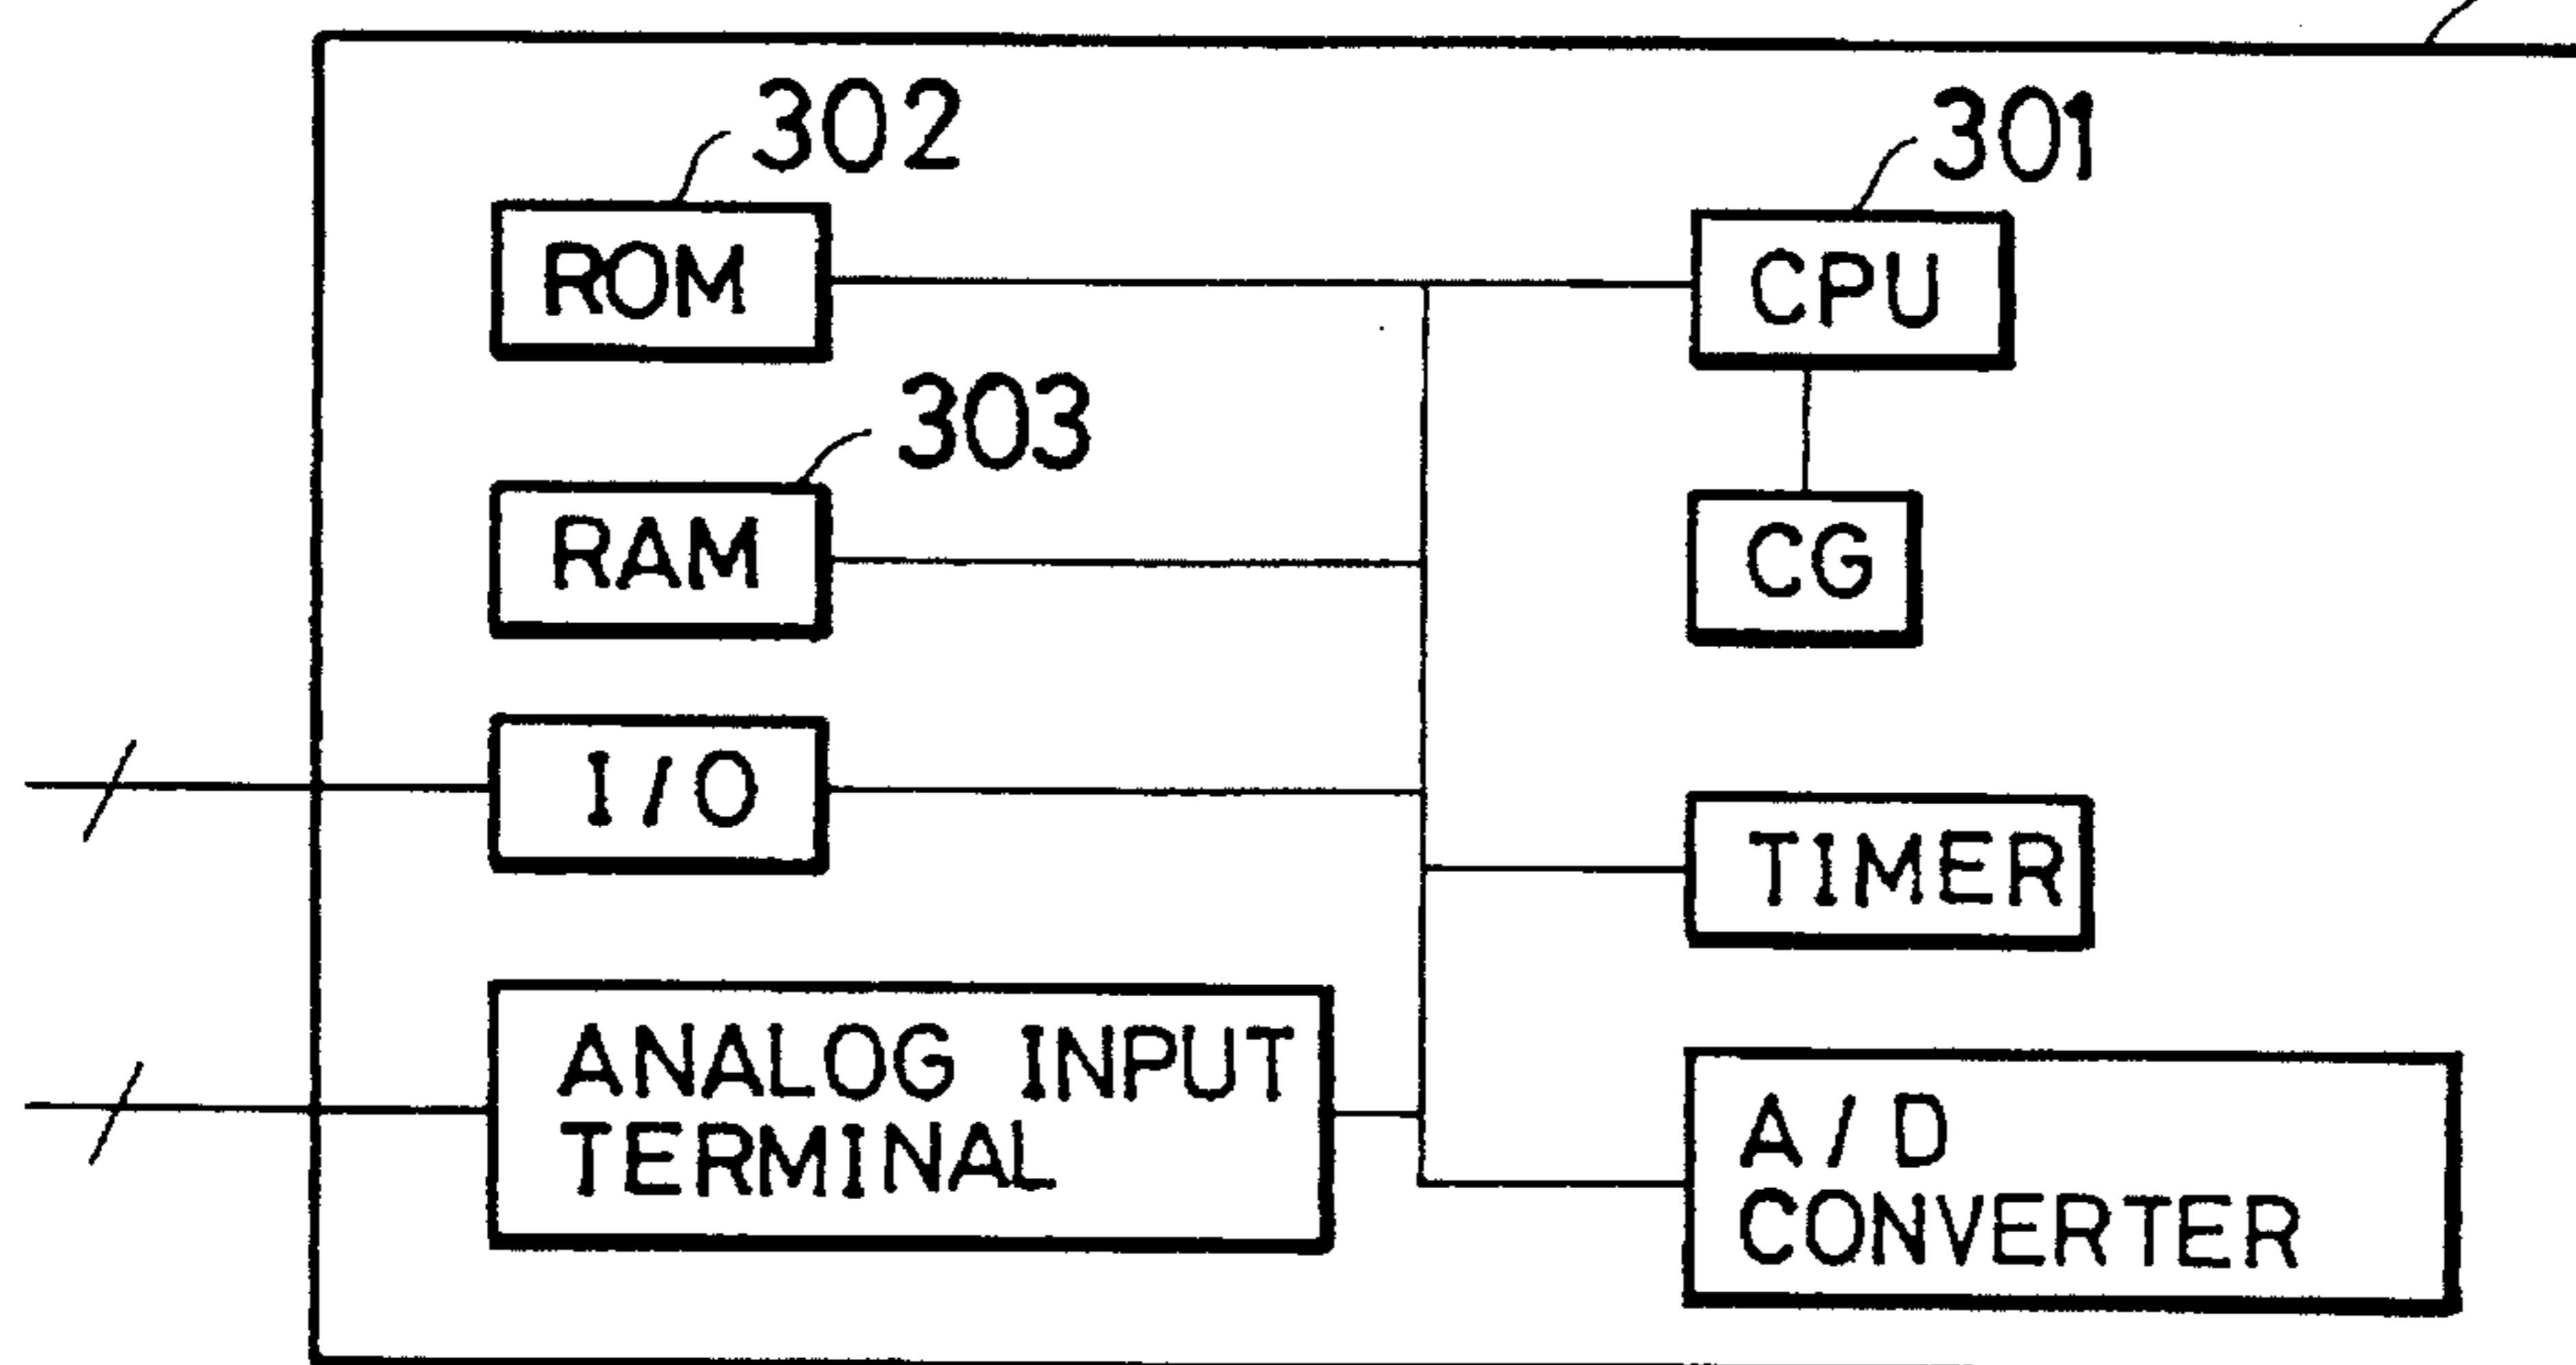 302
301
ROM
CPU
303
RAM
CG
I/O
TIMER
ANALOG INPUT
TERMINAL
A/D
CONVERTER